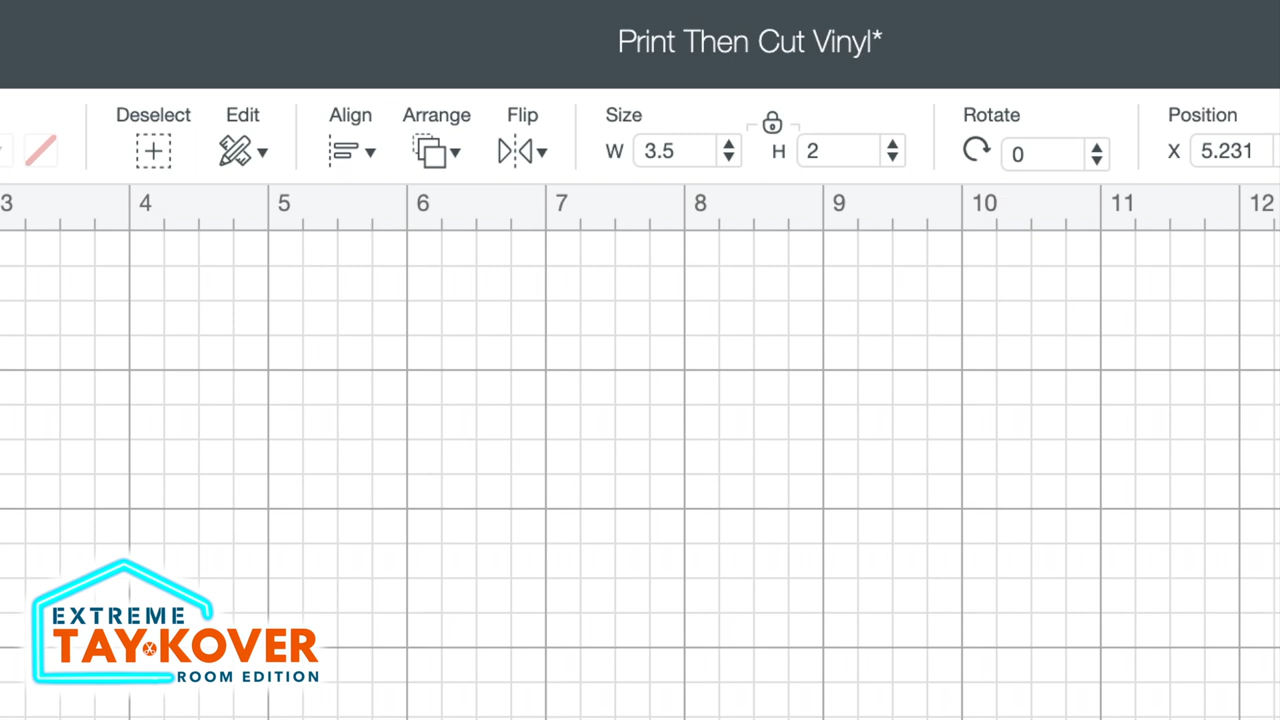 Print Then Cut Vinyl*
Deselect Edit Align Arrange Flip Size Rotate Position
W 3.5 H 2 0 X 5.231
3 4 5 6 7 8 9 10 11 12
EXTREME
TAY KOVER
ROOM EDITION